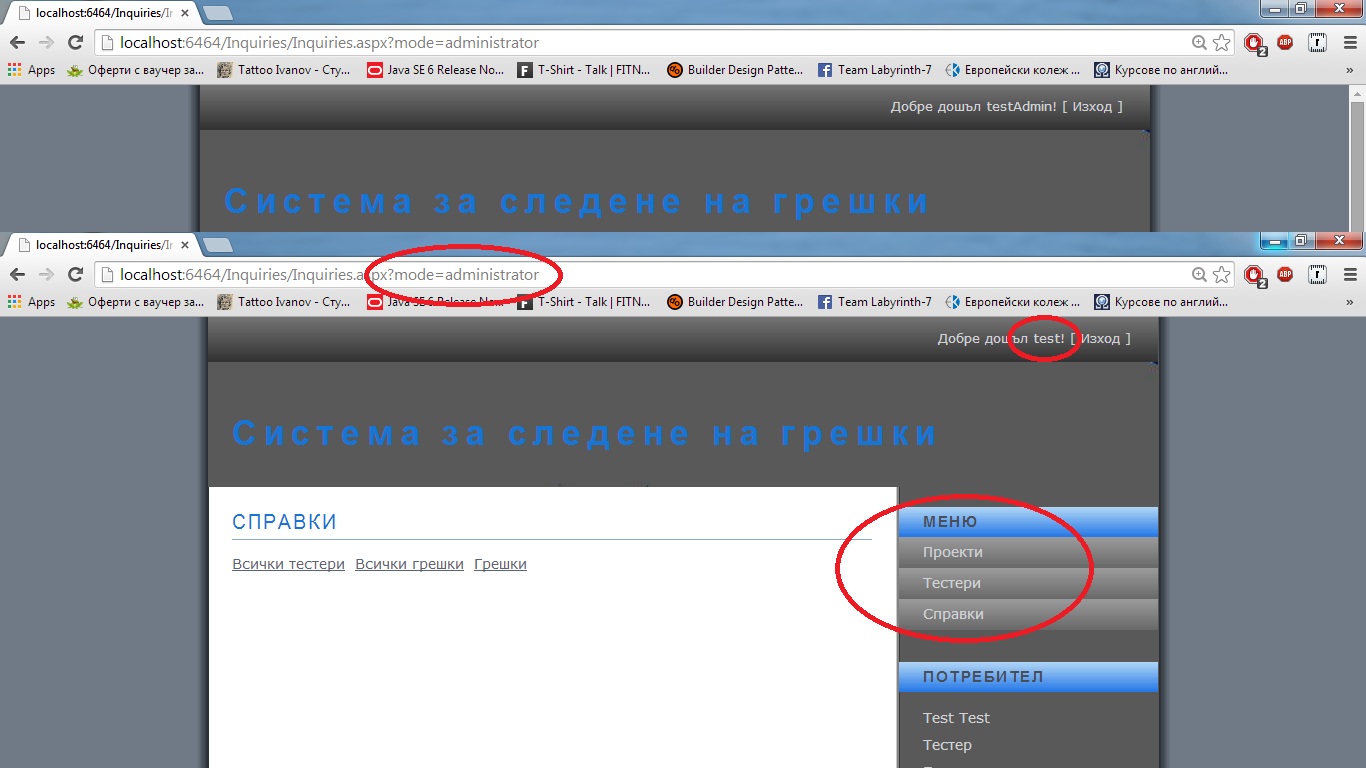 localhost:6464/Inquiries/Ir
localhost:6464/Inquiries/Inquiries.aspx?mode=administrator
2 ABP r
Apps Оферти с ваучер за... Tattoo Ivanov - Сту... Java SE 6 Release No... T-Shirt - Talk | FITN... Builder Design Patte... Team Labyrinth-7 Европейски колеж ... Курсове по англий... »
Добре дошъл testAdmin! [ Изход ]
Система за следене на грешки
localhost:6464/Inquiries/Ir
localhost:6464/Inquiries/Inquiries.aspx?mode=administrator
2 ABP r
Apps Оферти с ваучер за... Tattoo Ivanov - Сту... Java SE 6 Release No... T-Shirt - Talk | FITN... Builder Design Patte... Team Labyrinth-7 Европейски колеж ... Курсове по англий... »
Добре дошъл test! [ Изход ]
Система за следене на грешки
СПРАВКИ
Всички тестери Всички грешки Грешки
МЕНЮ
Проекти
Тестери
Справки
ПОТРЕБИТЕЛ
Test Test
Тестер